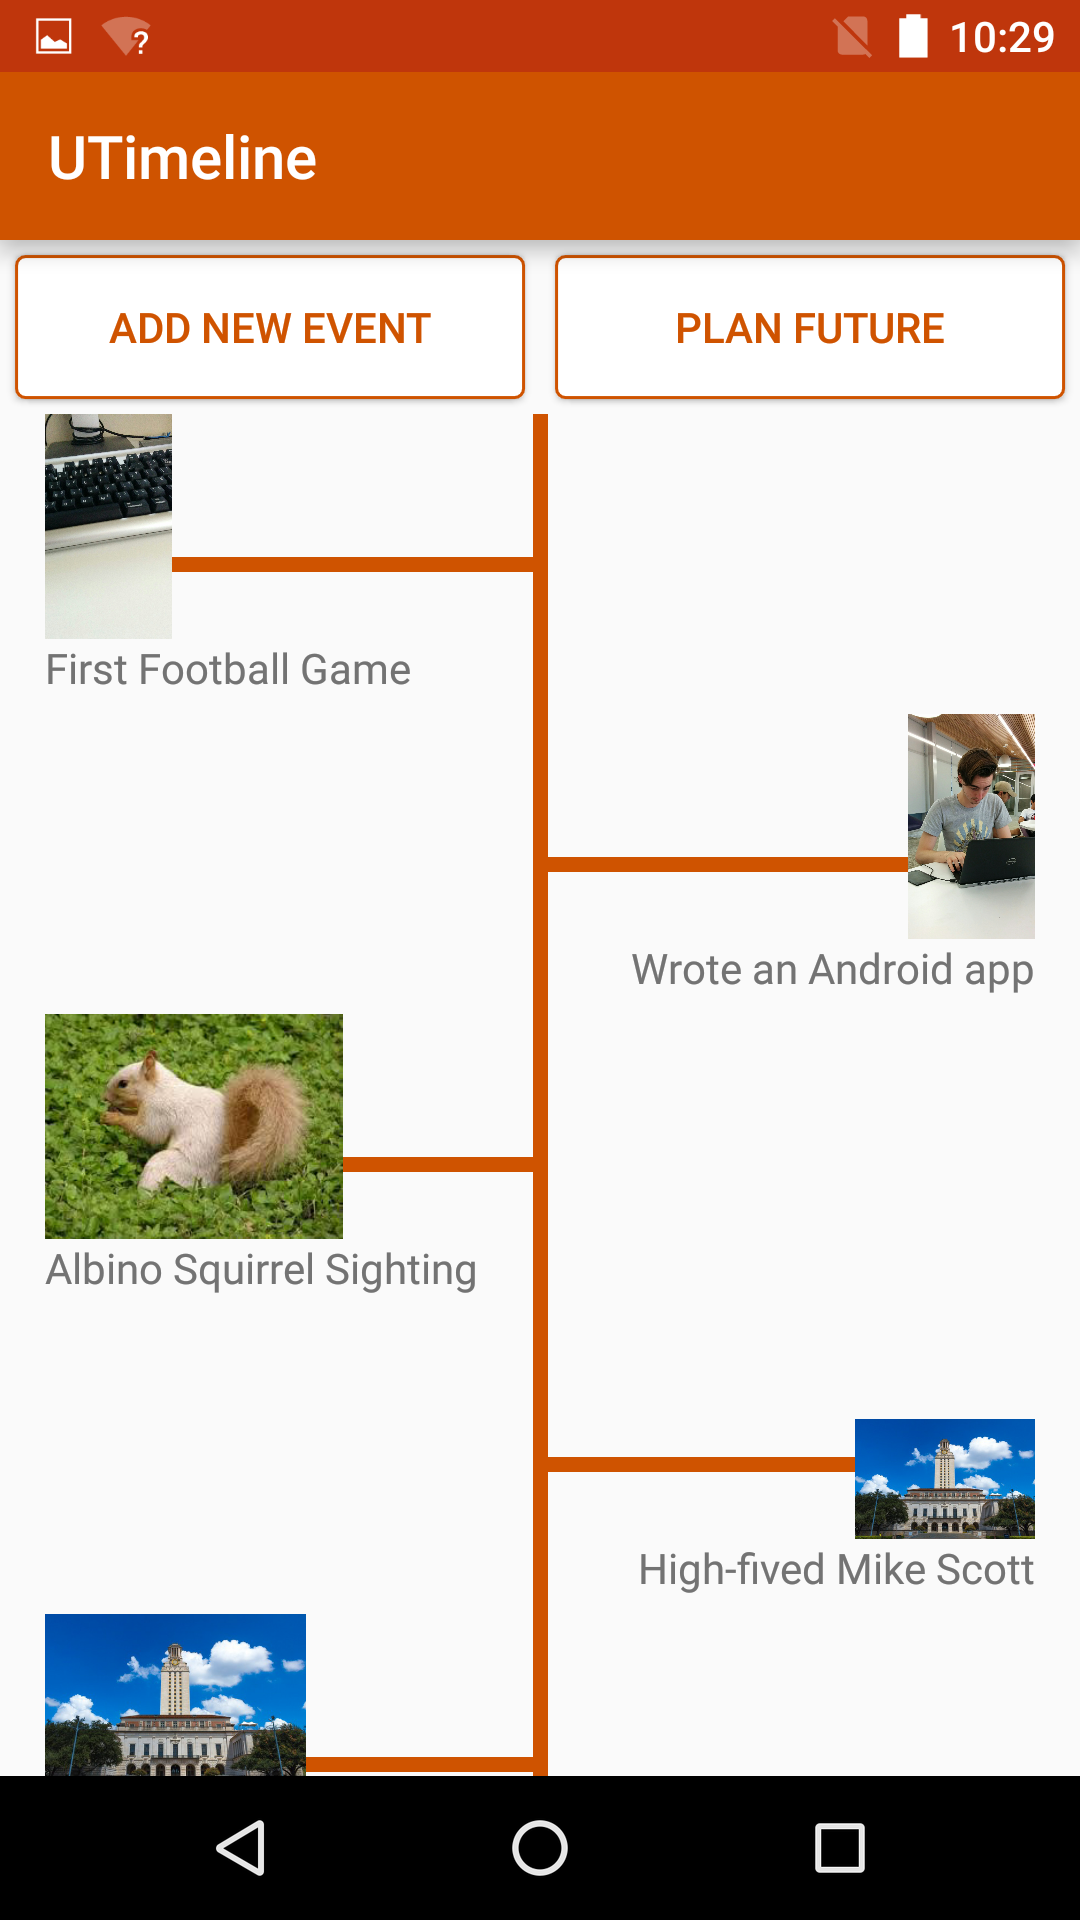 10:29
UTimeline
ADD NEW EVENT
PLAN FUTURE
First Football Game
Wrote an Android app
Albino Squirrel Sighting
High-fived Mike Scott